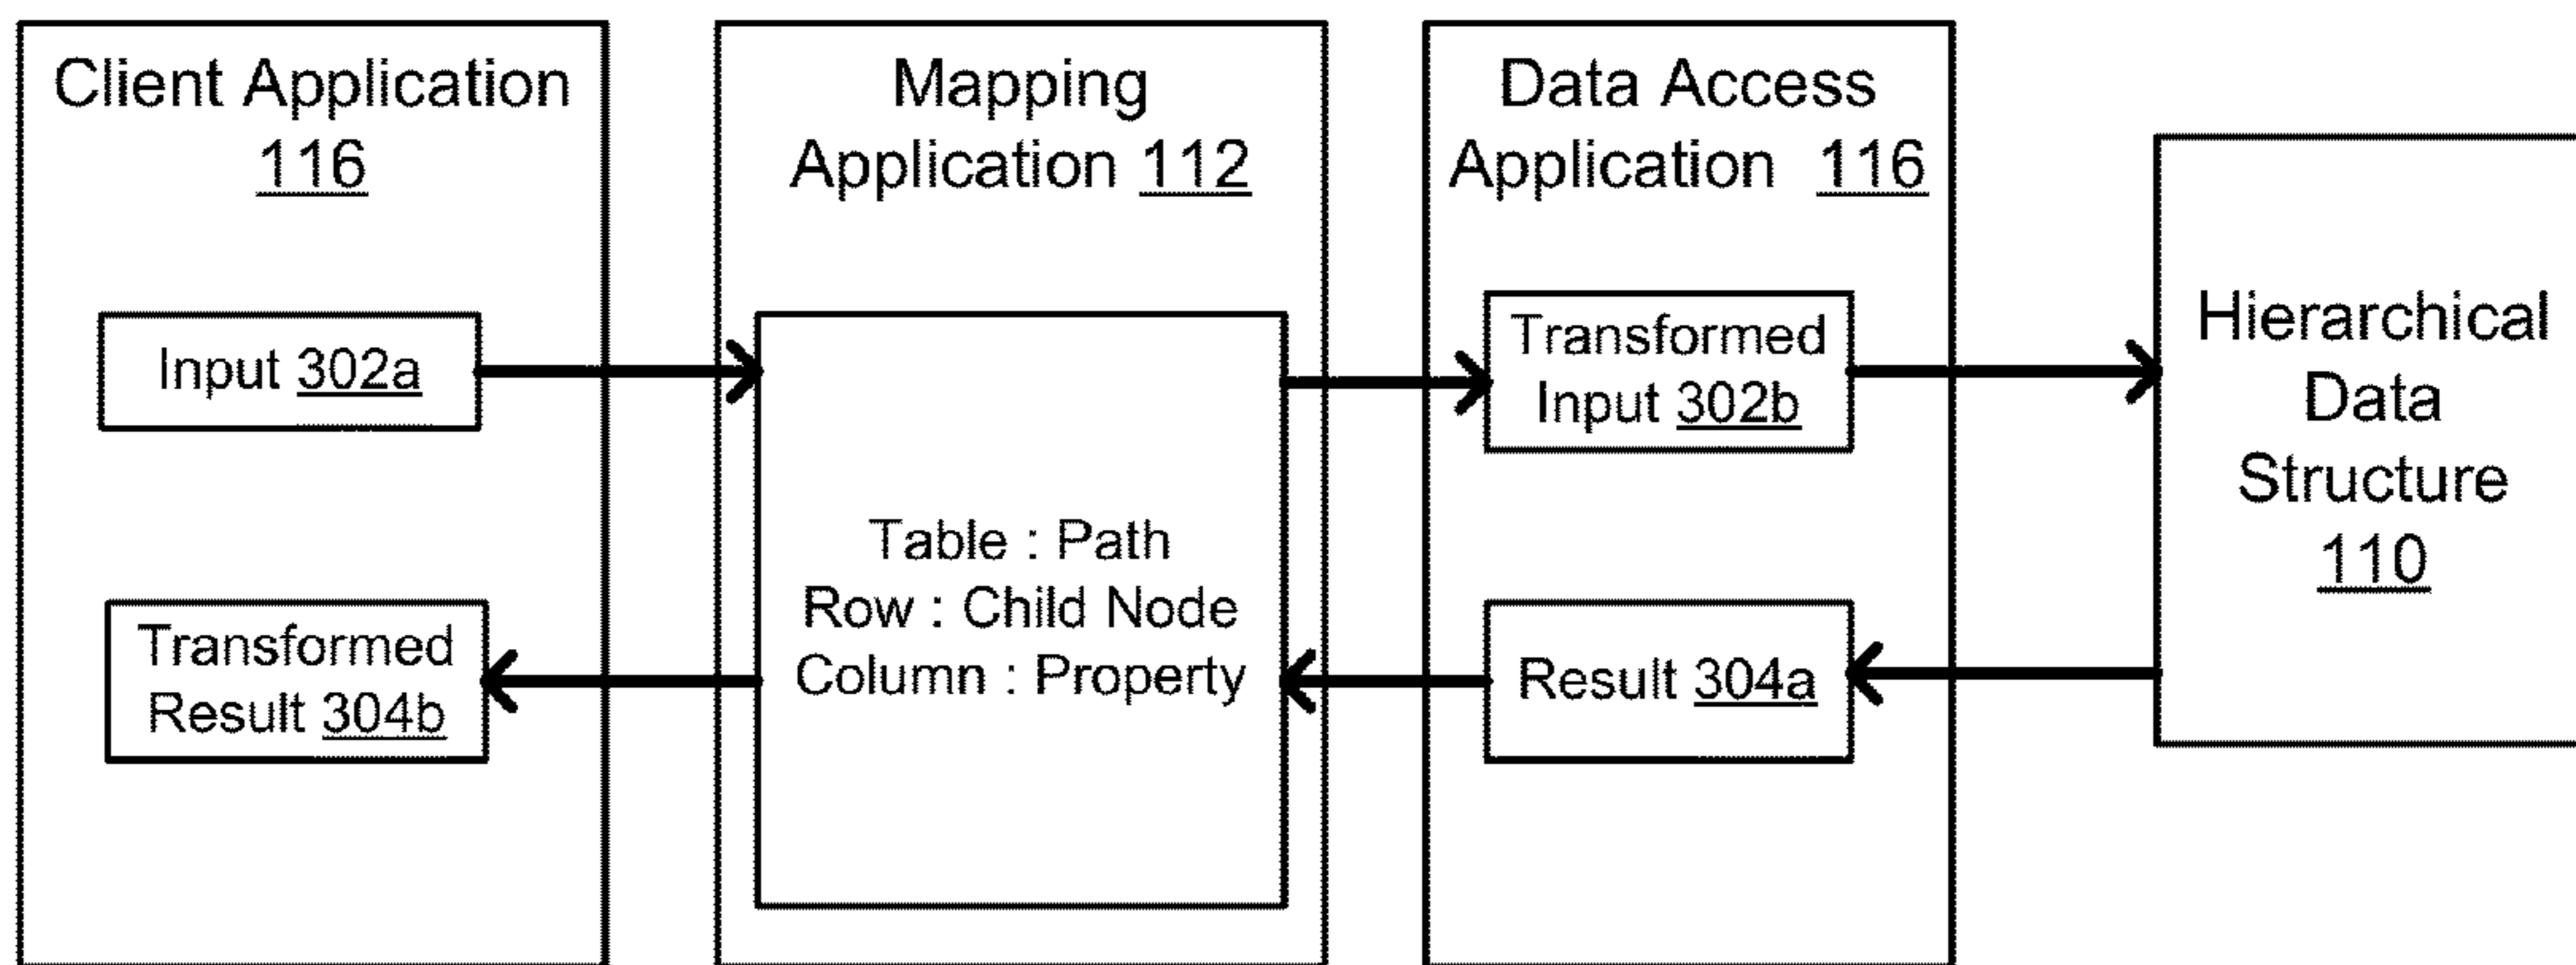 Client Application
116
Input 302a
Transformed
Result 304b
Mapping
Application 112
Table : Path
Row : Child Node
Column : Property
Data Access
Application 116
Transformed
Input 302b
Result 304a
Hierarchical
Data
Structure
110